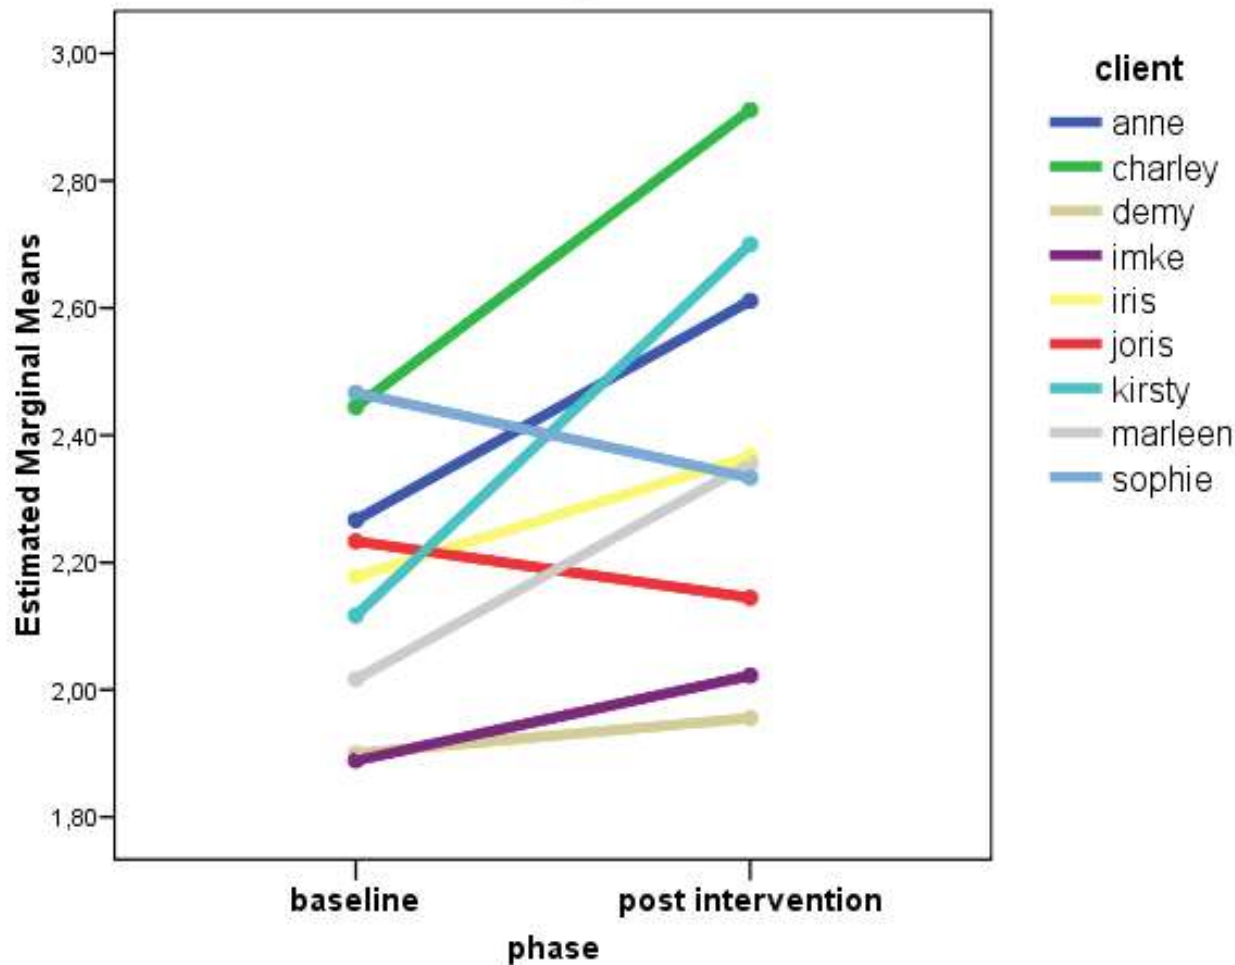 3,00
2,80
2,60
2,40
2,20
2,00
1,80
Estimated Marginal Means
baseline
post intervention
phase
client
anne
charley
demy
imke
iris
joris
kirsty
marleen
sophie